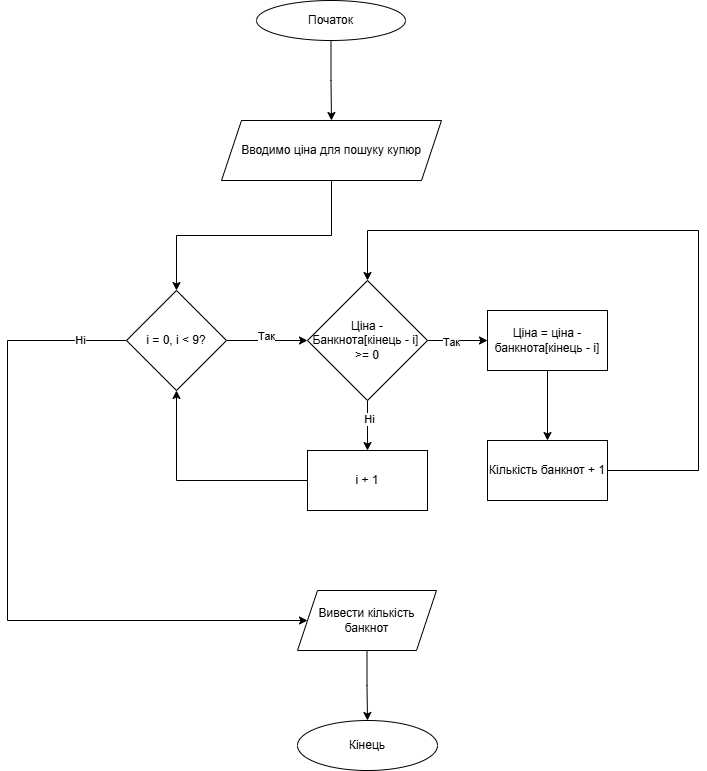 Початок
Вводимо ціна для пошуку купюр
i = 0, i < 9?
Так
Ні
Ціна -
Банкнота[кінець - i]
>= 0
Так
Ціна = ціна -
банкнота[кінець - i]
Ні
i + 1
Кількість банкнот + 1
Вивести кількість
банкнот
Кінець